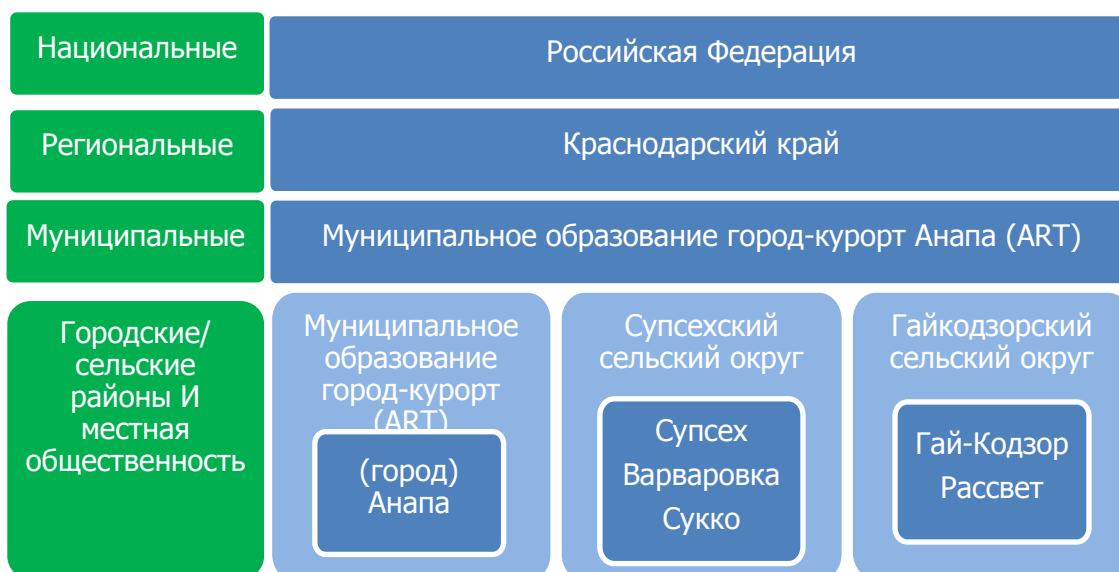 Национальные
Российская Федерация
Региональные
Краснодарский край
Муниципальные
Муниципальное образование город-курорт Анапа (ART)
Городские/
сельские
районы И
местная
общественность
Муниципальное
образование
город-курорт
(ART)
(город)
Анапа
Супсехский
сельский округ
Супсех
Варваровка
Сукко
Гайкодзорский
сельский округ
Гай-Кодзор
Рассвет